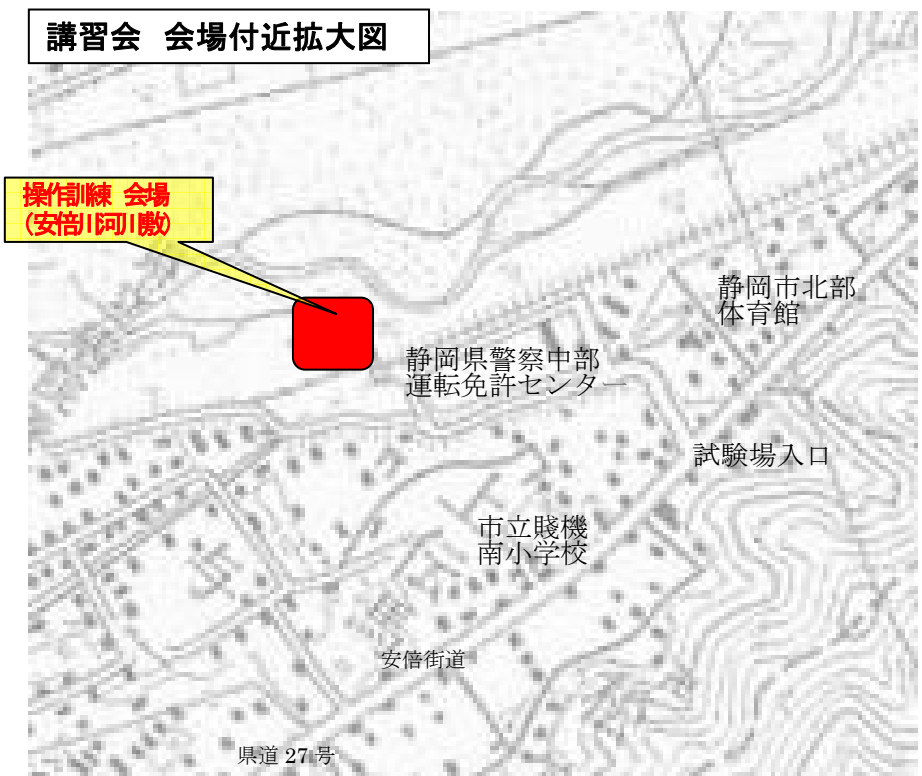 講習会 会場付近拡大図
操作訓練 会場
(安倍川河川敷)
静岡市北部
体育館
静岡県警察中部
運転免許センター
試験場入口
市立賤機
南小学校
安倍街道
県道 27 号